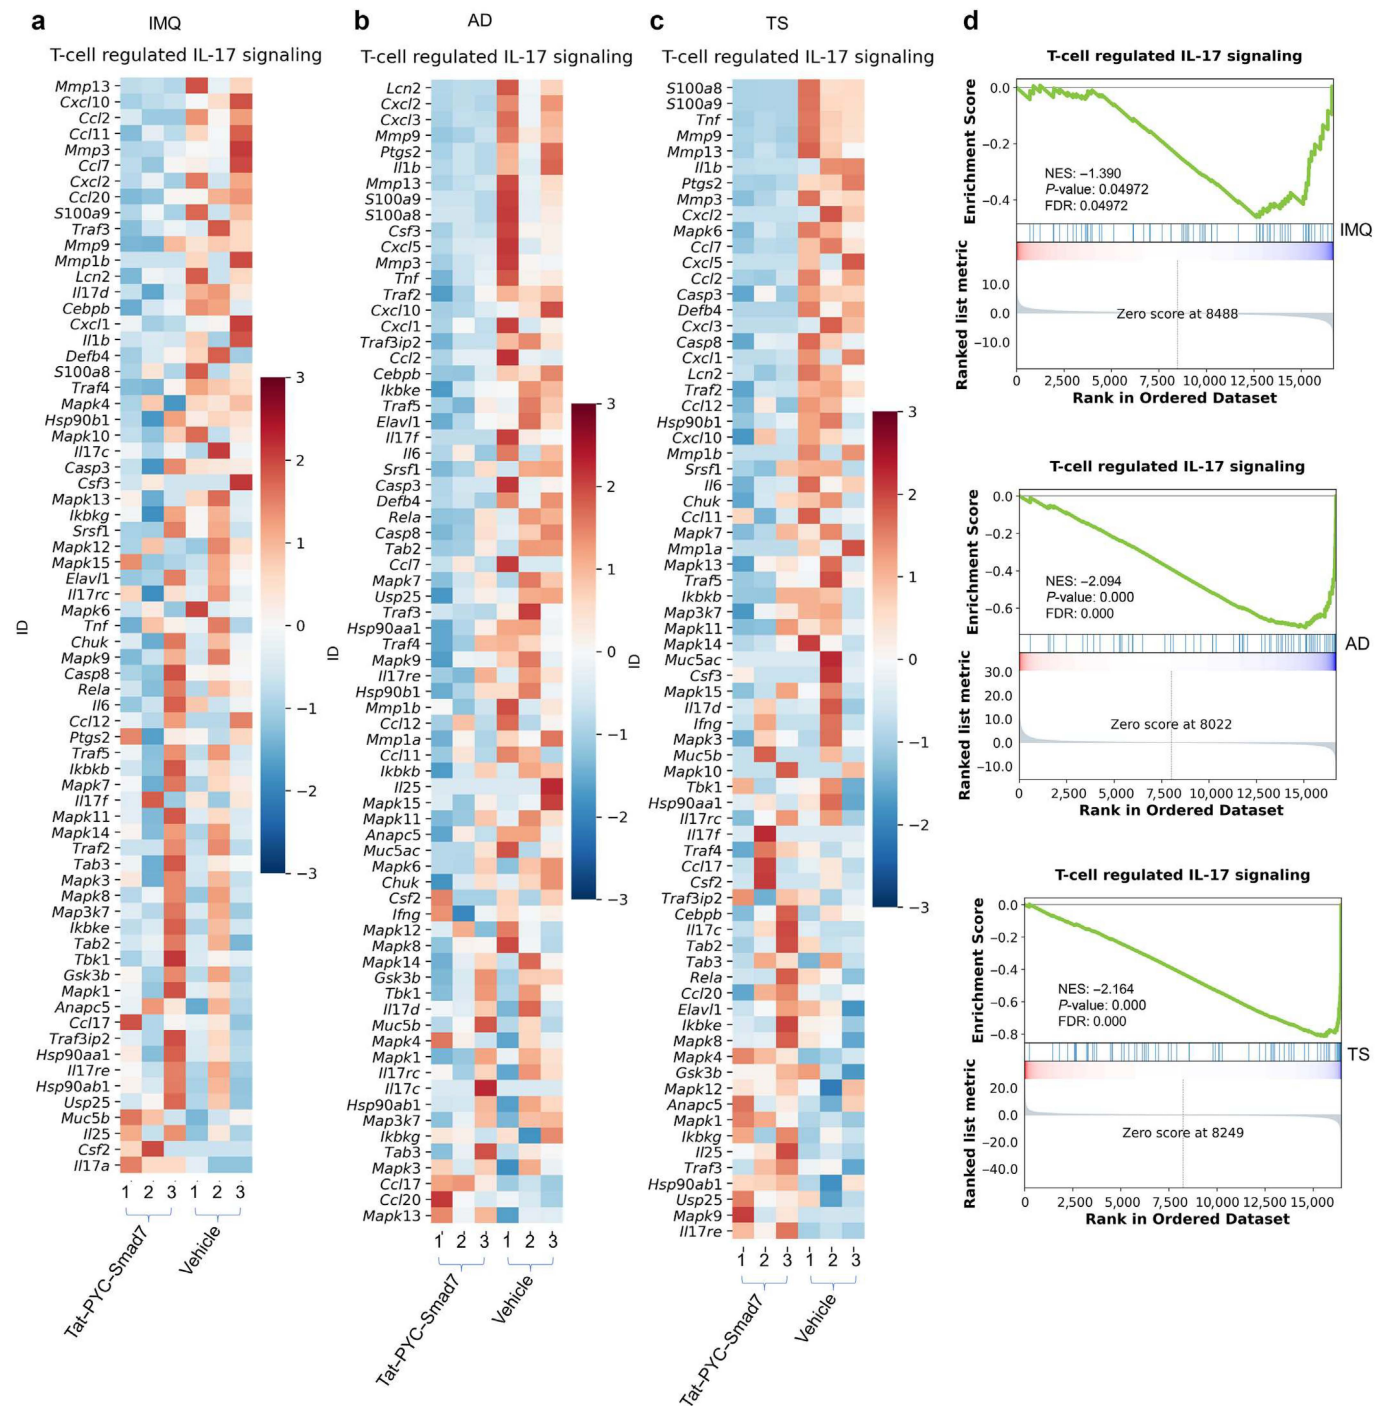 a
IMQ
T-cell regulated IL-17 signaling
Mmp13
Cxcl10
Ccl2
Ccl11
Mmp3
Ccl7
Cxcl2
Ccl20
S100a9
Traf3
Mmp9
Mmp1b
Lcn2
Il17d
Cebpb
Cxcl1
Il1b
Defb4
S100a8
Traf4
Mapk4
Hsp90b1
Mapk10
Il17c
Casp3
Csf3
Mapk13
Ikbkg
Srsf1
Mapk12
Mapk15
Elavl1
Il17rc
Mapk6
Tnf
Chuk
Mapk9
Casp8
Rela
Il6
Ccl12
Ptgs2
Traf5
Ikbkb
Mapk7
Il17f
Mapk11
Mapk14
Traf2
Tab3
Mapk3
Mapk8
Map3k7
Ikbke
Tab2
Tbk1
Gsk3b
Mapk1
Anapc5
Ccl17
Traf3ip2
Hsp90aa1
Il17re
Hsp90ab1
Usp25
Muc5b
Il25
Csf2
Il17a
ID
1 2 3 1 2 3
Tat–PYC–Smad7
Vehicle
3
2
1
0
−1
−2
−3
b
AD
T-cell regulated IL-17 signaling
Lcn2
Cxcl2
Cxcl3
Mmp9
Ptgs2
Il1b
Mmp13
S100a9
S100a8
Csf3
Cxcl5
Mmp3
Tnf
Traf2
Cxcl10
Cxcl1
Traf3ip2
Ccl2
Cebpb
Ikbke
Traf5
Elavl1
Il17f
Il6
Srsf1
Casp3
Defb4
Rela
Casp8
Tab2
Ccl7
Mapk7
Usp25
Traf3
Hsp90aa1
Traf4
Mapk9
Il17re
Hsp90b1
Mmp1b
Ccl12
Mmp1a
Ccl11
Ikbkb
Il25
Mapk15
Mapk11
Anapc5
Muc5ac
Mapk6
Chuk
Csf2
Ifng
Mapk12
Mapk8
Mapk14
Gsk3b
Tbk1
Il17d
Muc5b
Mapk4
Mapk1
Il17rc
Il17c
Hsp90ab1
Map3k7
Ikbkg
Tab3
Mapk3
Ccl17
Ccl20
Mapk13
ID
1 2 3 1 2 3
Tat–PYC–Smad7
Vehicle
3
2
1
0
−1
−2
−3
c
TS
T-cell regulated IL-17 signaling
S100a8
S100a9
Tnf
Mmp9
Mmp13
Il1b
Ptgs2
Mmp3
Cxcl2
Mapk6
Ccl7
Cxcl5
Ccl2
Casp3
Defb4
Cxcl3
Casp8
Cxcl1
Lcn2
Traf2
Ccl12
Hsp90b1
Cxcl10
Mmp1b
Srsf1
Il6
Chuk
Ccl11
Mapk7
Mmp1a
Mapk13
Traf5
Ikbkb
Map3k7
Mapk11
Mapk14
Muc5ac
Csf3
Mapk15
Il17d
Ifng
Mapk3
Muc5b
Mapk10
Tbk1
Hsp90aa1
Il17rc
Il17f
Traf4
Ccl17
Csf2
Traf3ip2
Cebpb
Il17c
Tab2
Tab3
Rela
Ccl20
Elavl1
Ikbke
Mapk8
Mapk4
Gsk3b
Mapk12
Anapc5
Mapk1
Ikbkg
Il25
Traf3
Hsp90ab1
Usp25
Mapk9
Il17re
ID
1 2 3 1 2 3
Tat–PYC–Smad7
Vehicle
3
2
1
0
−1
−2
−3
d
T-cell regulated IL-17 signaling
Enrichment Score
0.0
−0.2
−0.4
NES: −1.390
P-value: 0.04972
FDR: 0.04972
IMQ
Ranked list metric
10.0
0.0
−10.0
Zero score at 8488
0 2,500 5,000 7,500 10,000 12,500 15,000
Rank in Ordered Dataset
T-cell regulated IL-17 signaling
Enrichment Score
0.0
−0.2
−0.4
−0.6
NES: −2.094
P-value: 0.000
FDR: 0.000
AD
Ranked list metric
30.0
20.0
10.0
0.0
−10.0
Zero score at 8022
0 2,500 5,000 7,500 10,000 12,500 15,000
Rank in Ordered Dataset
T-cell regulated IL-17 signaling
Enrichment Score
0.0
−0.2
−0.4
−0.6
−0.8
NES: −2.164
P-value: 0.000
FDR: 0.000
TS
Ranked list metric
20.0
0.0
−20.0
−40.0
Zero score at 8249
0 2,500 5,000 7,500 10,000 12,500 15,000
Rank in Ordered Dataset